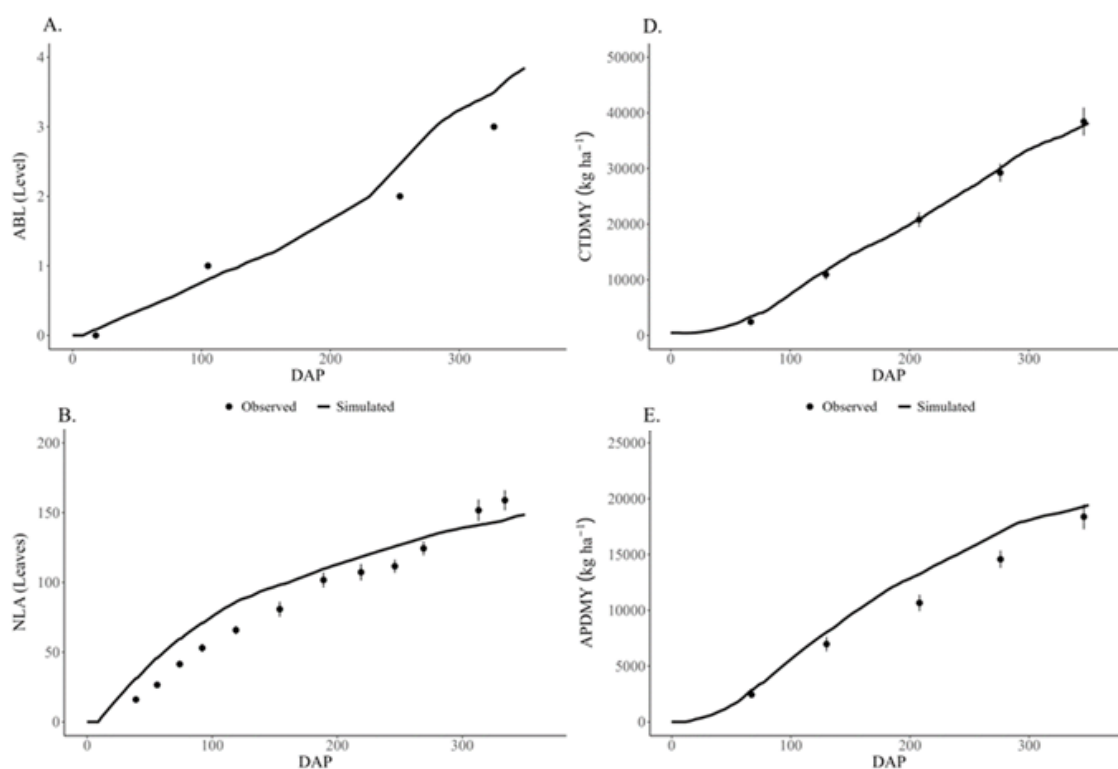 A.
4
3
2
1
0
ABL (Level)
0 100 200 300
DAP
D.
50000
40000
30000
20000
10000
0
CTDMY (kg ha⁻¹)
0 100 200 300
DAP
Observed Simulated
Observed Simulated
B.
200
150
100
50
0
NLA (Leaves)
0 100 200 300
DAP
E.
25000
20000
15000
10000
5000
0
APDMY (kg ha⁻¹)
0 100 200 300
DAP